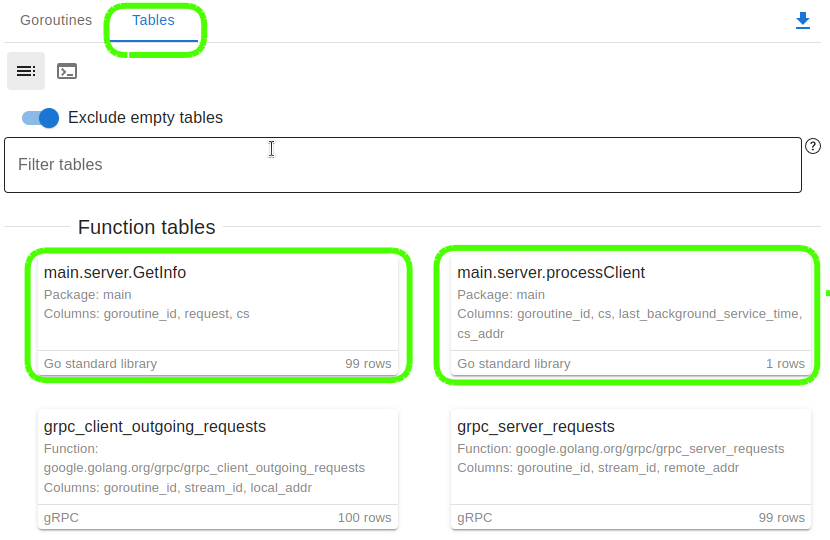 Goroutines
Tables
Exclude empty tables
Filter tables
?
Function tables
main.server.GetInfo
Package: main
Columns: goroutine_id, request, cs
Go standard library
99 rows
main.server.processClient
Package: main
Columns: goroutine_id, cs, last_background_service_time,
cs_addr
Go standard library
1 rows
grpc_client_outgoing_requests
Function:
google.golang.org/grpc/grpc_client_outgoing_requests
Columns: goroutine_id, stream_id, local_addr
gRPC
100 rows
grpc_server_requests
Function: google.golang.org/grpc/grpc_server_requests
Columns: goroutine_id, stream_id, remote_addr
gRPC
99 rows